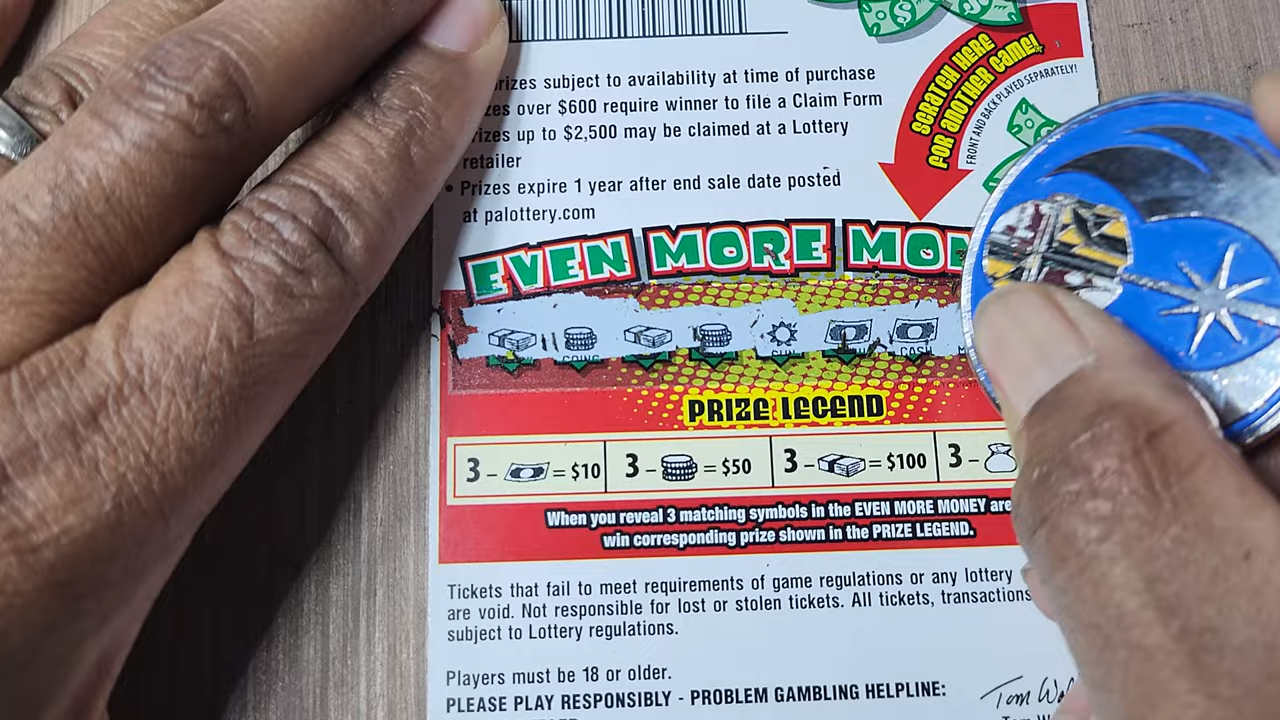 subject to availability at time of purchase
over $600 require winner to file a Claim Form
up to $2,500 may be claimed at a Lottery
retailer
• Prizes expire 1 year after end sale date posted
at palottery.com
SCRATCH HERE
FOR ANOTHER GAME!
FRONT AND BACK PLAYED SEPARATELY!
EVEN MORE
PRIZE LEGEND
3 – = $10 3 – = $50 3 – = $100 3 –
When you reveal 3 matching symbols in the EVEN MORE MONEY
win corresponding prize shown in the PRIZE LEGEND.
Tickets that fail to meet requirements of game regulations or any lottery
are void. Not responsible for lost or stolen tickets. All tickets, transactions
subject to Lottery regulations.
Players must be 18 or older.
PLEASE PLAY RESPONSIBLY - PROBLEM GAMBLING HELPLINE:
Tom